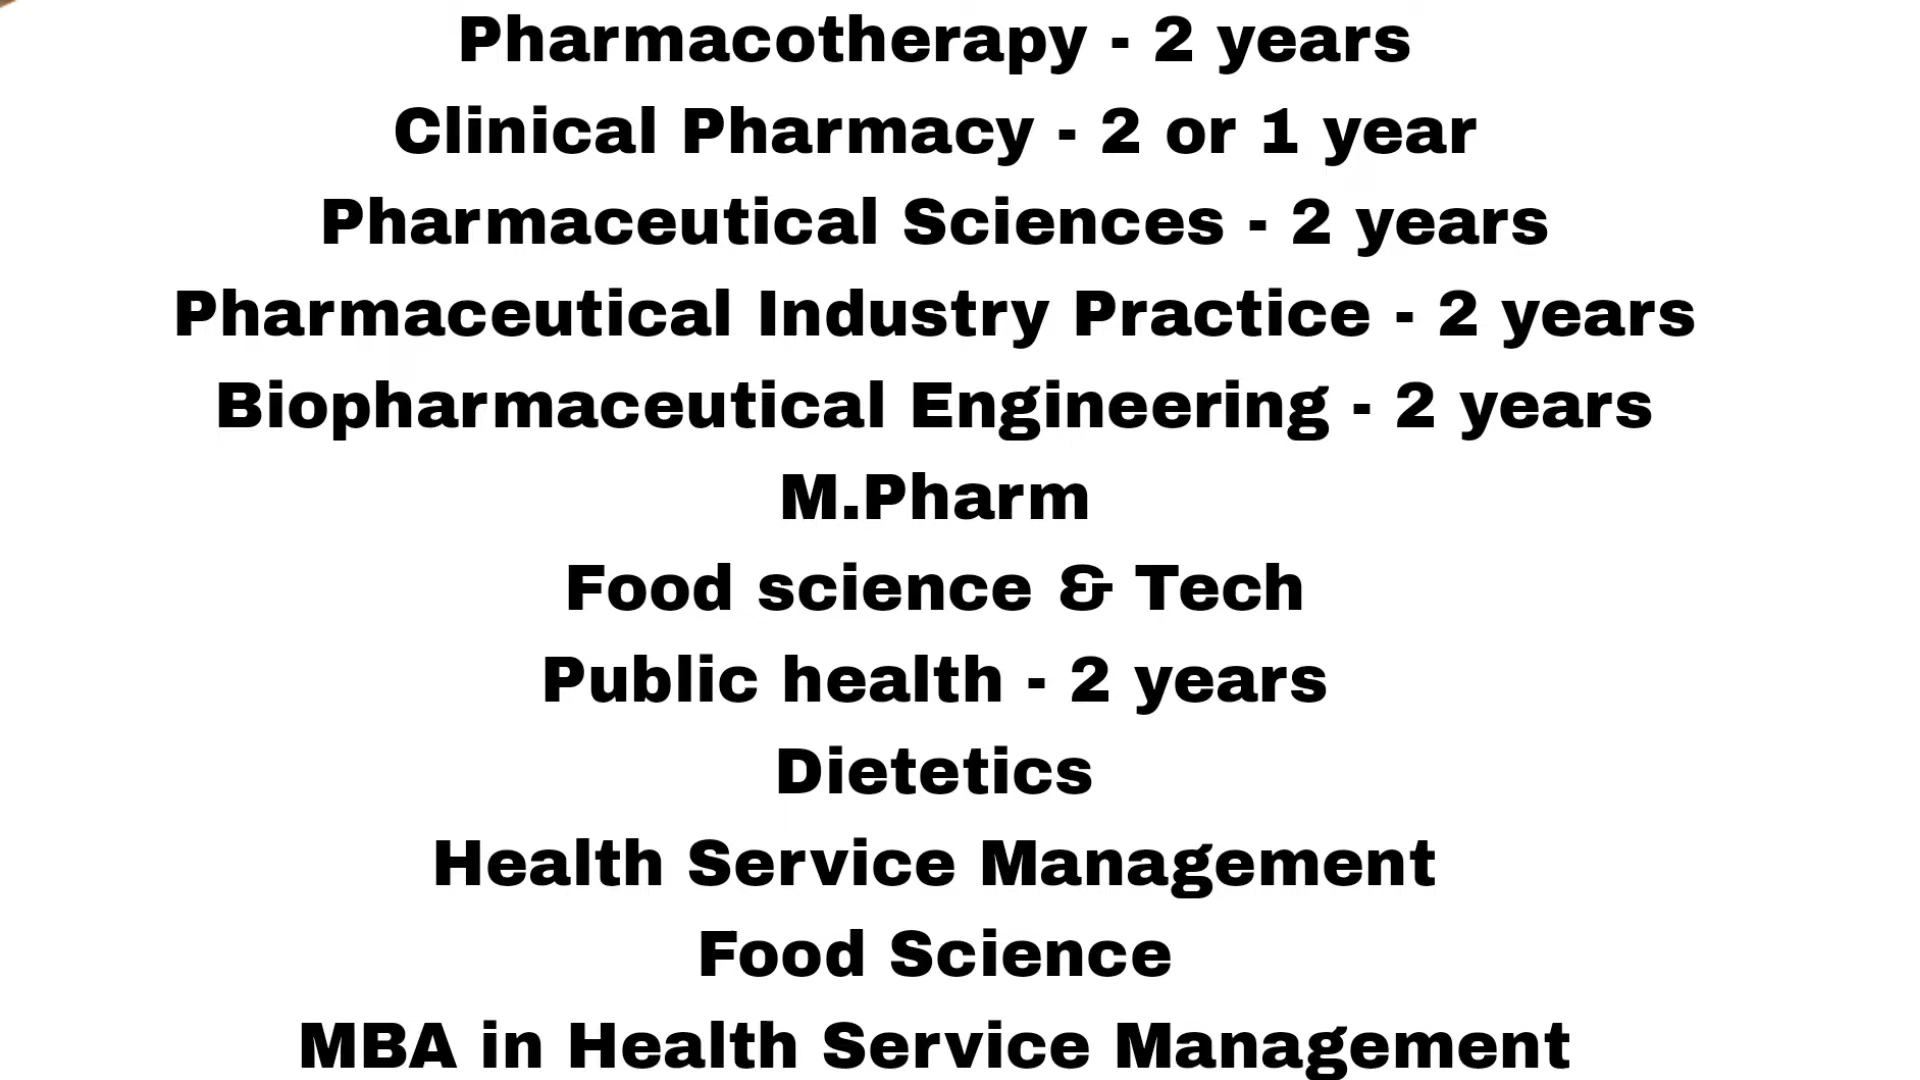 Pharmacotherapy - 2 years
Clinical Pharmacy - 2 or 1 year
Pharmaceutical Sciences - 2 years
Pharmaceutical Industry Practice - 2 years
Biopharmaceutical Engineering - 2 years
M.Pharm
Food science & Tech
Public health - 2 years
Dietetics
Health Service Management
Food Science
MBA in Health Service Management